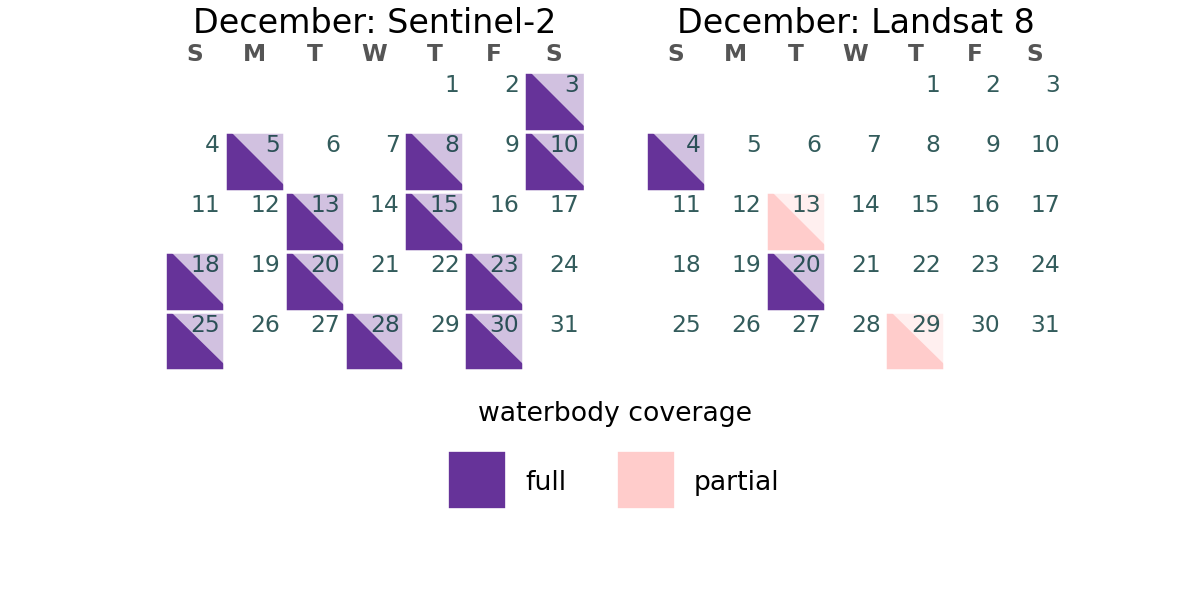 December: Sentinel-2
S M T W T F S
1 2 3
4 5 6 7 8 9 10
11 12 13 14 15 16 17
18 19 20 21 22 23 24
25 26 27 28 29 30 31
December: Landsat 8
S M T W T F S
1 2 3
4 5 6 7 8 9 10
11 12 13 14 15 16 17
18 19 20 21 22 23 24
25 26 27 28 29 30 31
waterbody coverage
full
partial